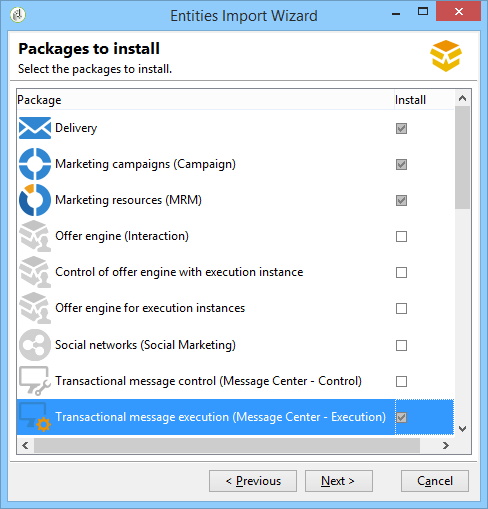 Entities Import Wizard
Packages to install
Select the packages to install.
Package Install
Delivery
Marketing campaigns (Campaign)
Marketing resources (MRM)
Offer engine (Interaction)
Control of offer engine with execution instance
Offer engine for execution instances
Social networks (Social Marketing)
Transactional message control (Message Center - Control)
Transactional message execution (Message Center - Execution)
< Previous Next > Cancel